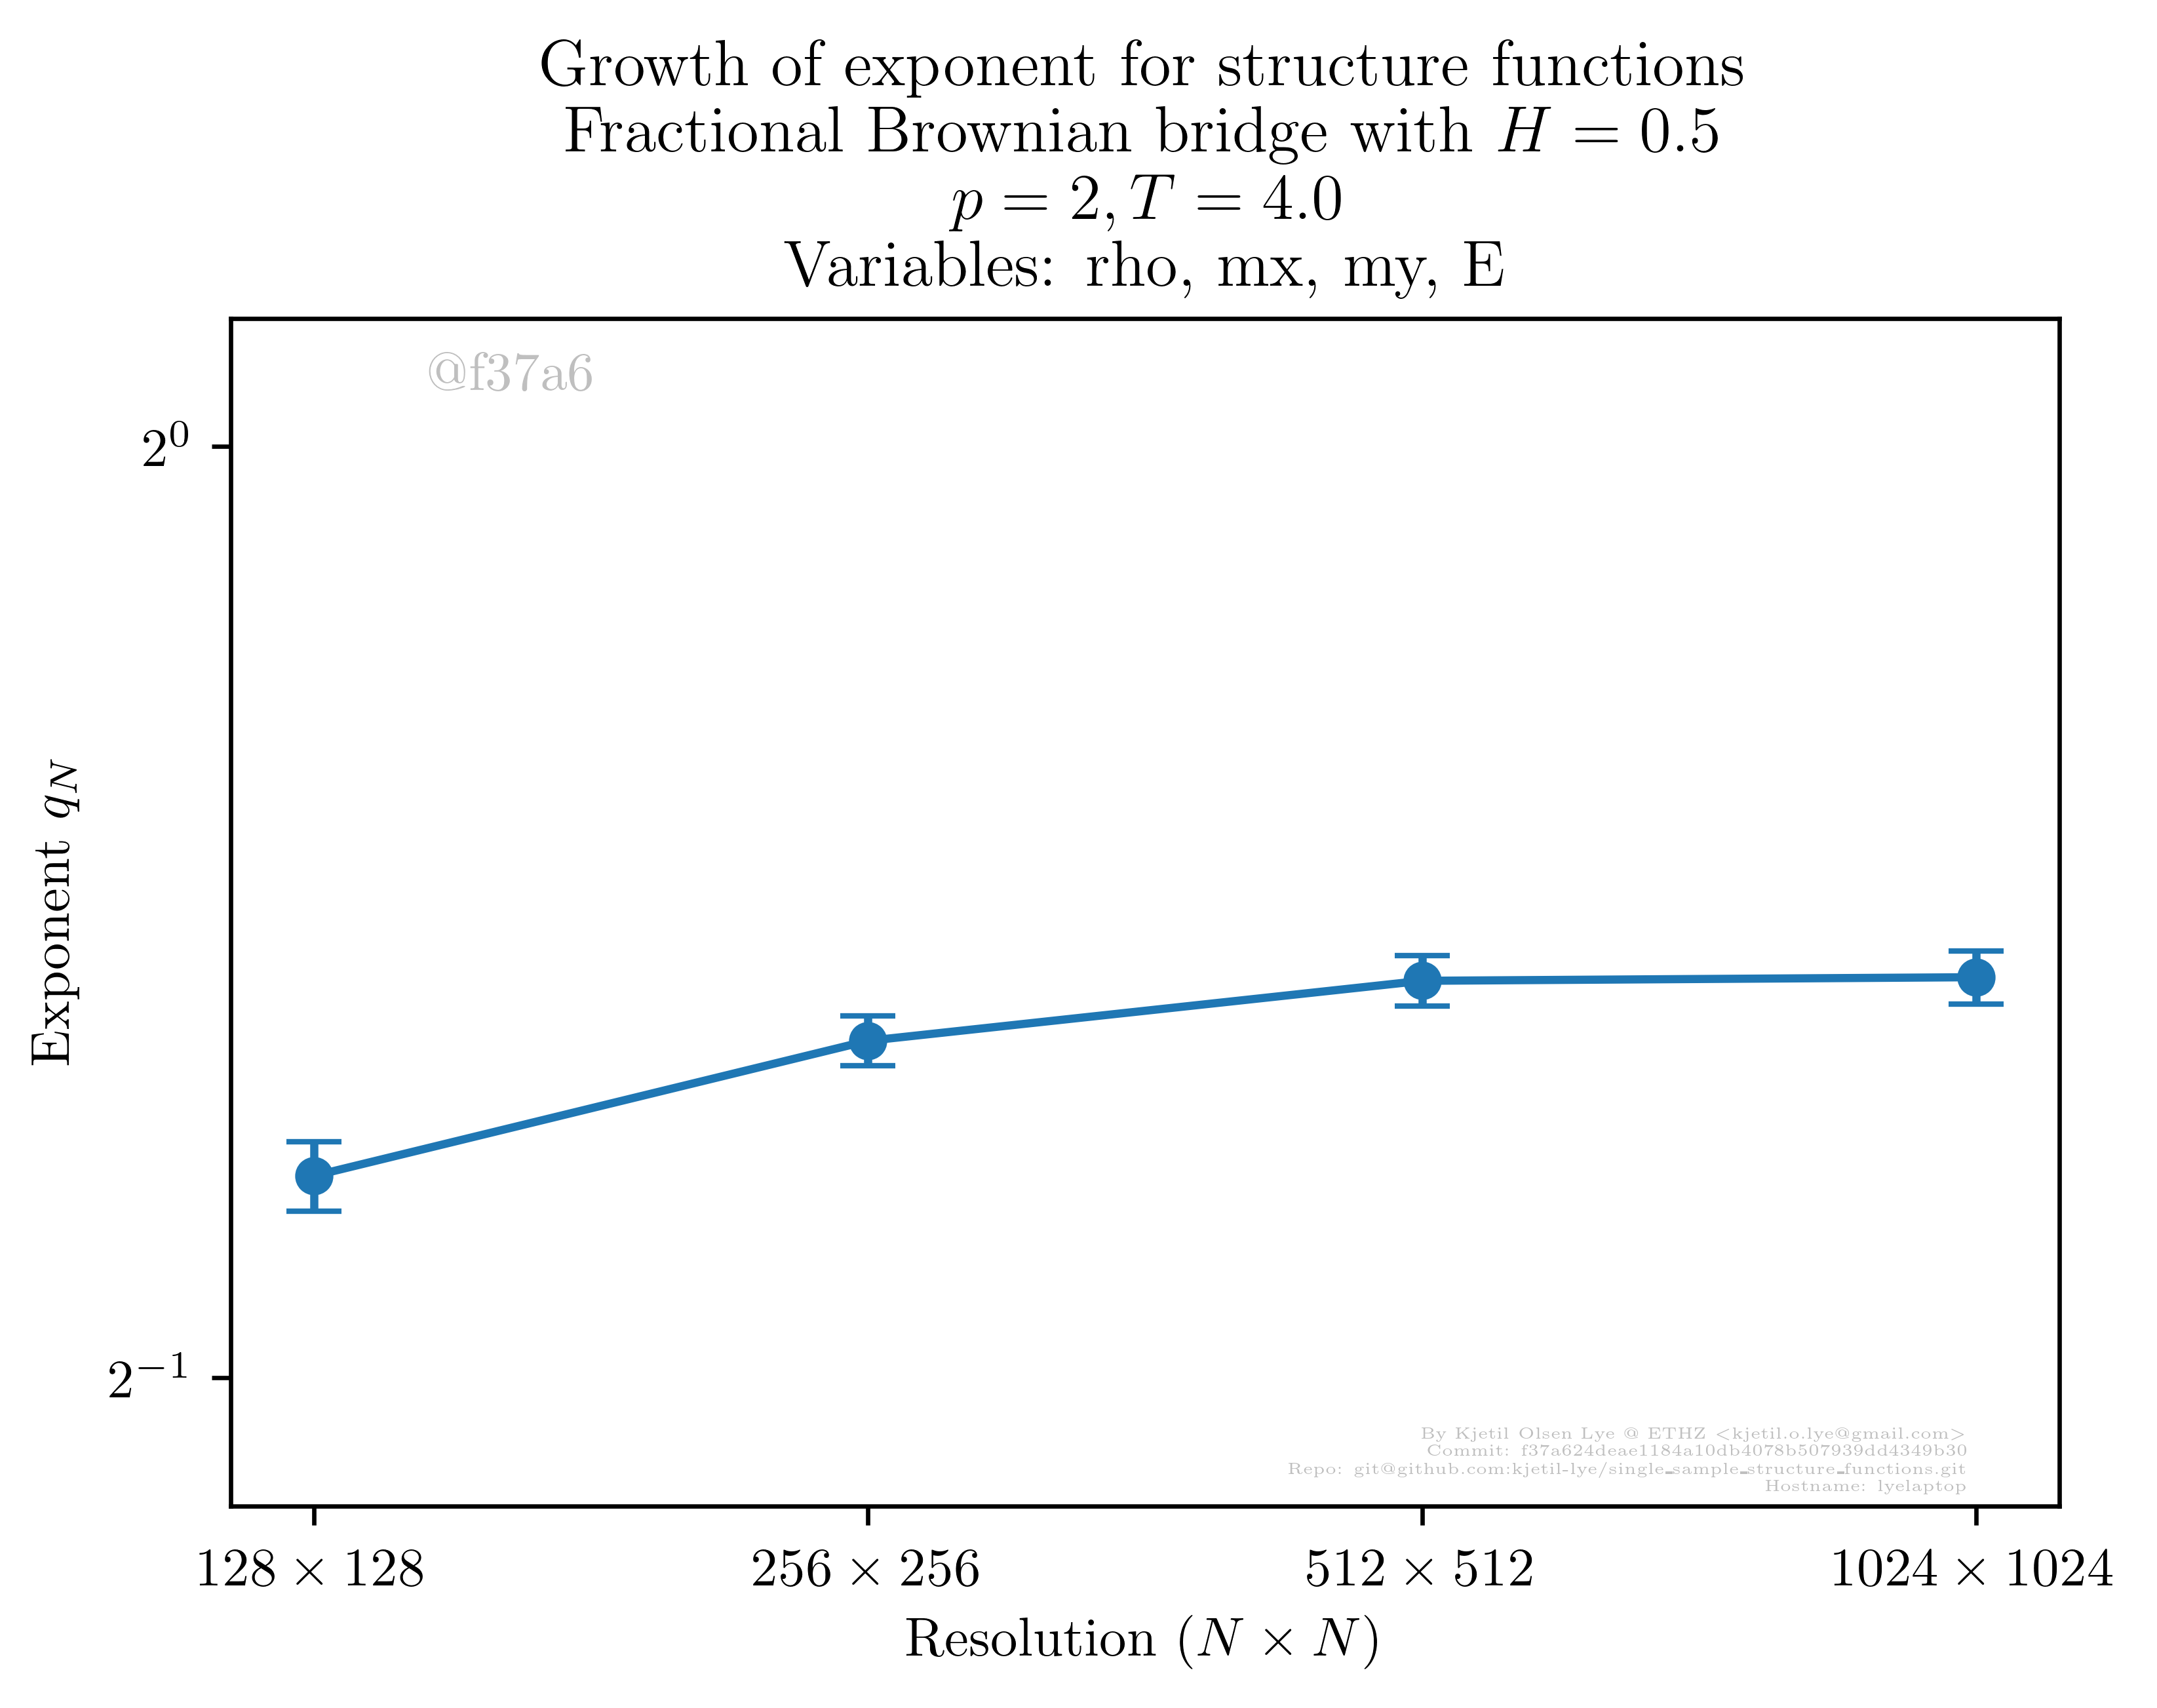 Growth of exponent for structure functions
Fractional Brownian bridge with H = 0.5
p = 2, T = 4.0
Variables: rho, mx, my, E
@f37a6
2⁰
Exponent q_N
2⁻¹
By Kjetil Olsen Lye @ ETHZ <kjetil.o.lye@gmail.com>
Commit: f37a624deae1184a10db4078b507939dd4349b30
Repo: git@github.com:kjetil-lye/single_sample_structure_functions.git
Hostname: lyelaptop
128 × 128 256 × 256 512 × 512 1024 × 1024
Resolution (N × N)